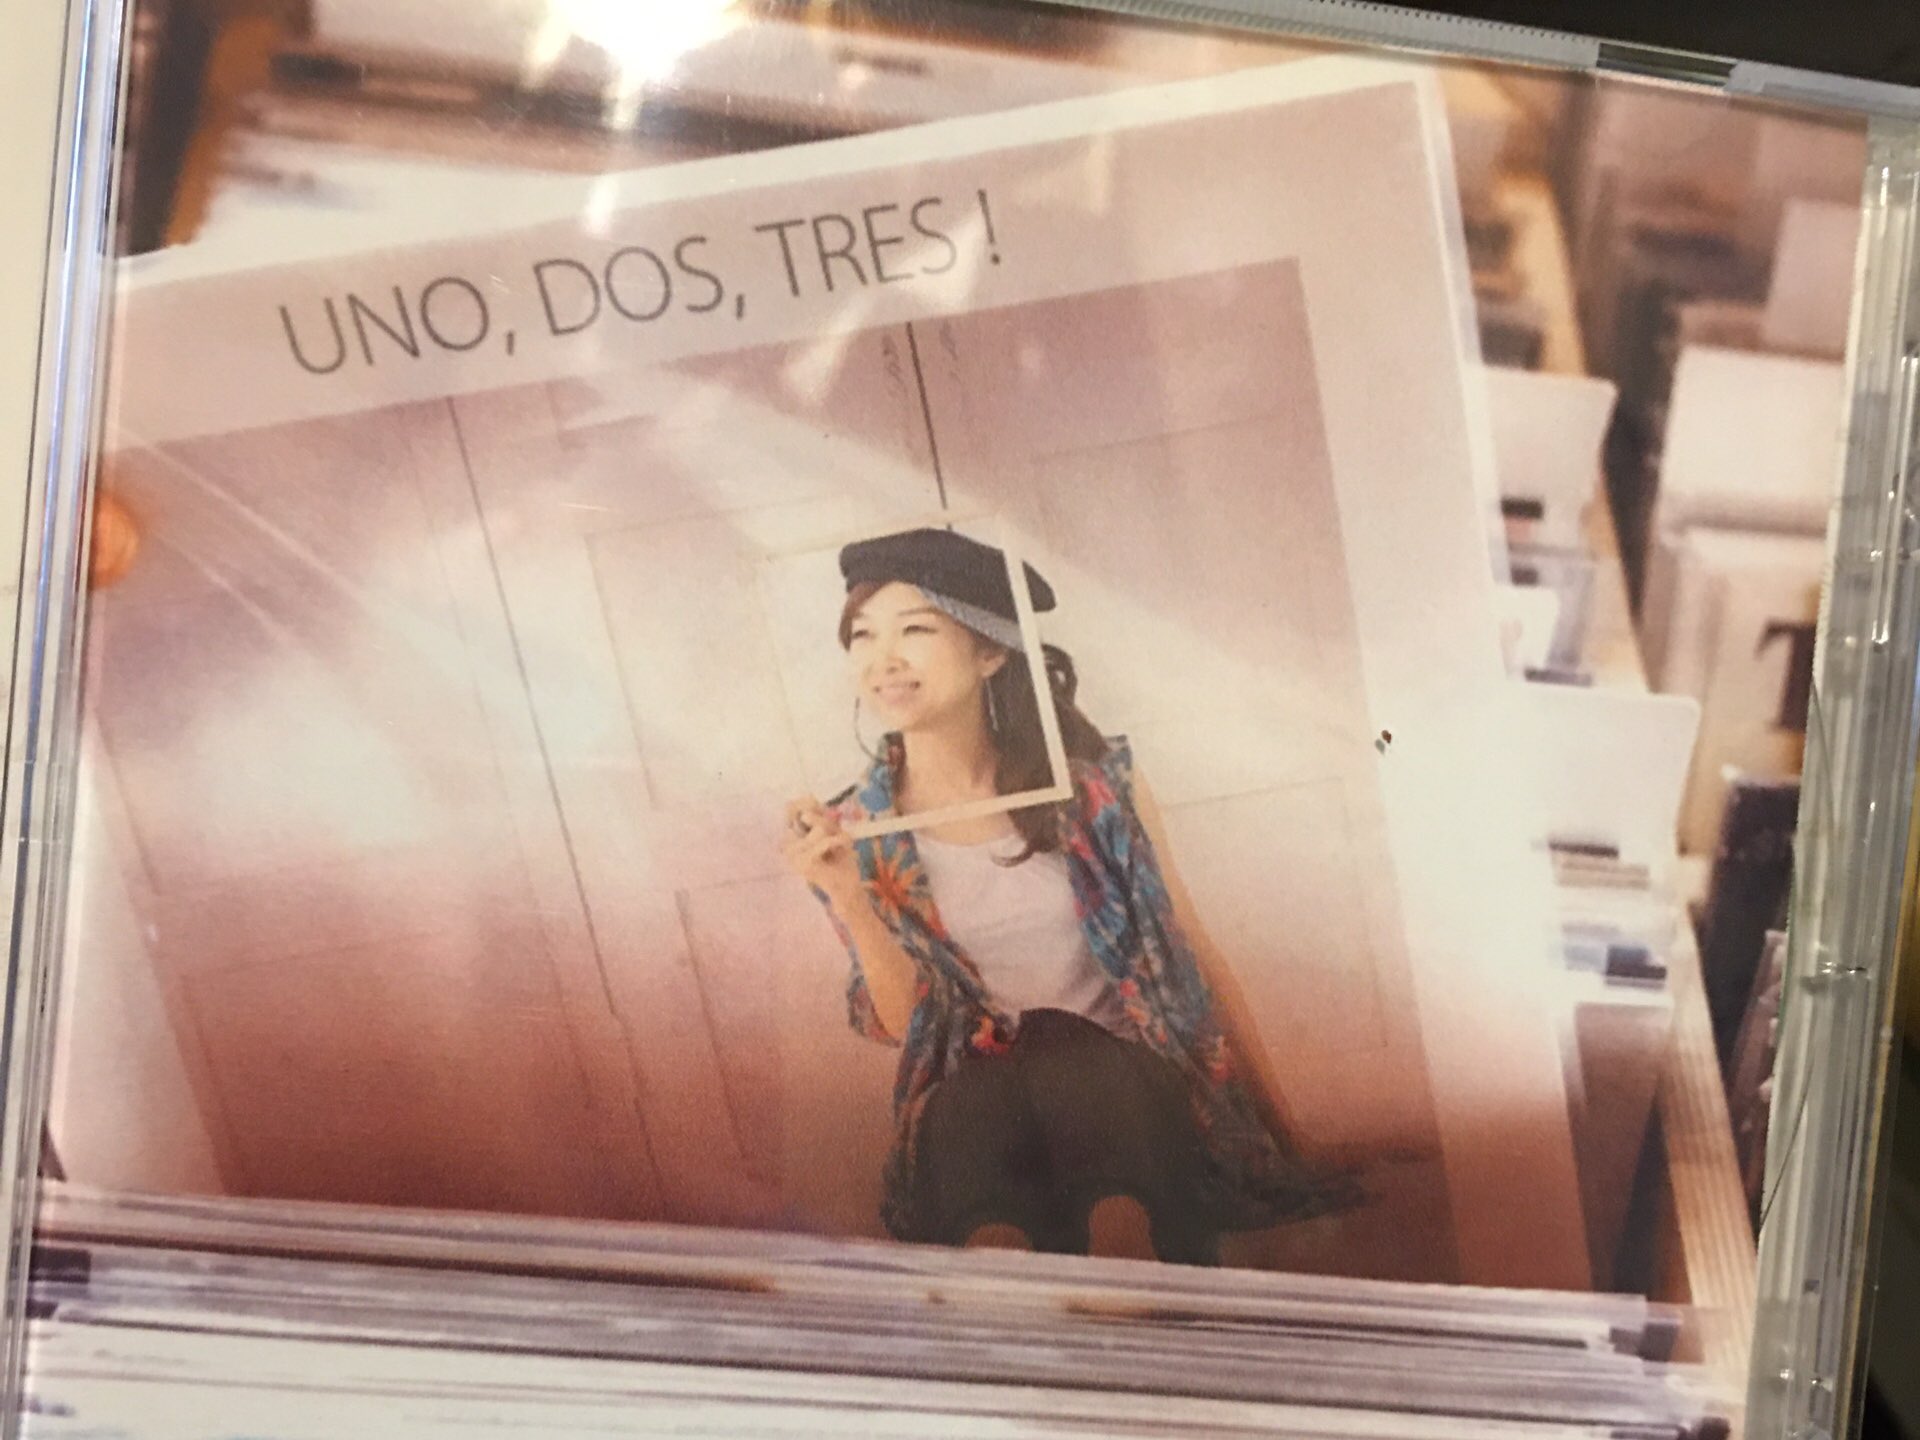 UNO, DOS, TRES !